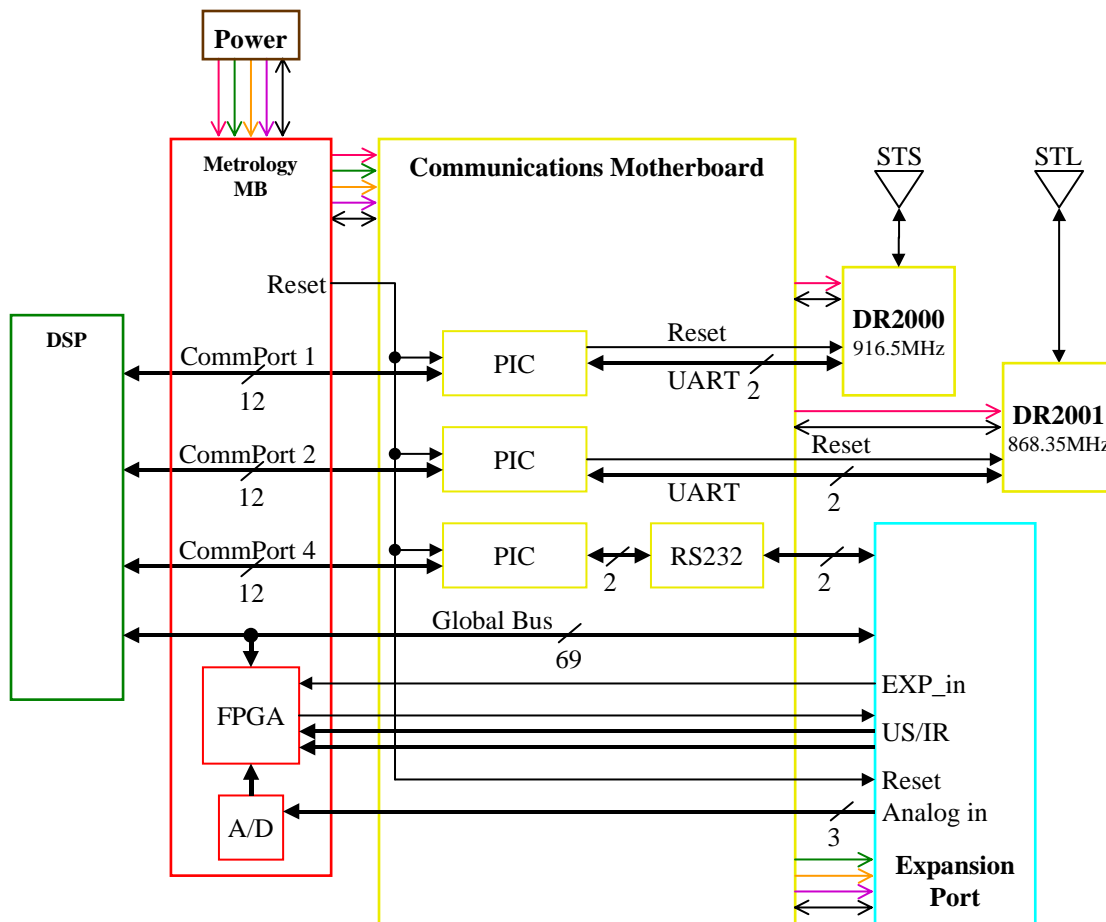 Power
Metrology
MB
Communications Motherboard
STS
STL
Reset
DSP
DR2000
916.5MHz
CommPort 1
12
PIC
Reset
UART
2
DR2001
868.35MHz
CommPort 2
12
PIC
Reset
UART
2
CommPort 4
12
PIC
2
RS232
2
Global Bus
69
FPGA
EXP_in
US/IR
Reset
A/D
Analog in
3
Expansion
Port